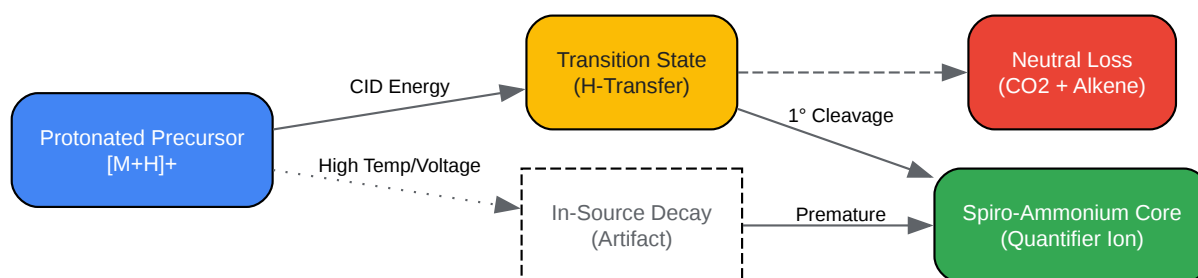 Protonated Precursor
[M+H]+
CID Energy
High Temp/Voltage
Transition State
(H-Transfer)
In-Source Decay
(Artifact)
1° Cleavage
Premature
Neutral Loss
(CO2 + Alkene)
Spiro-Ammonium Core
(Quantifier Ion)